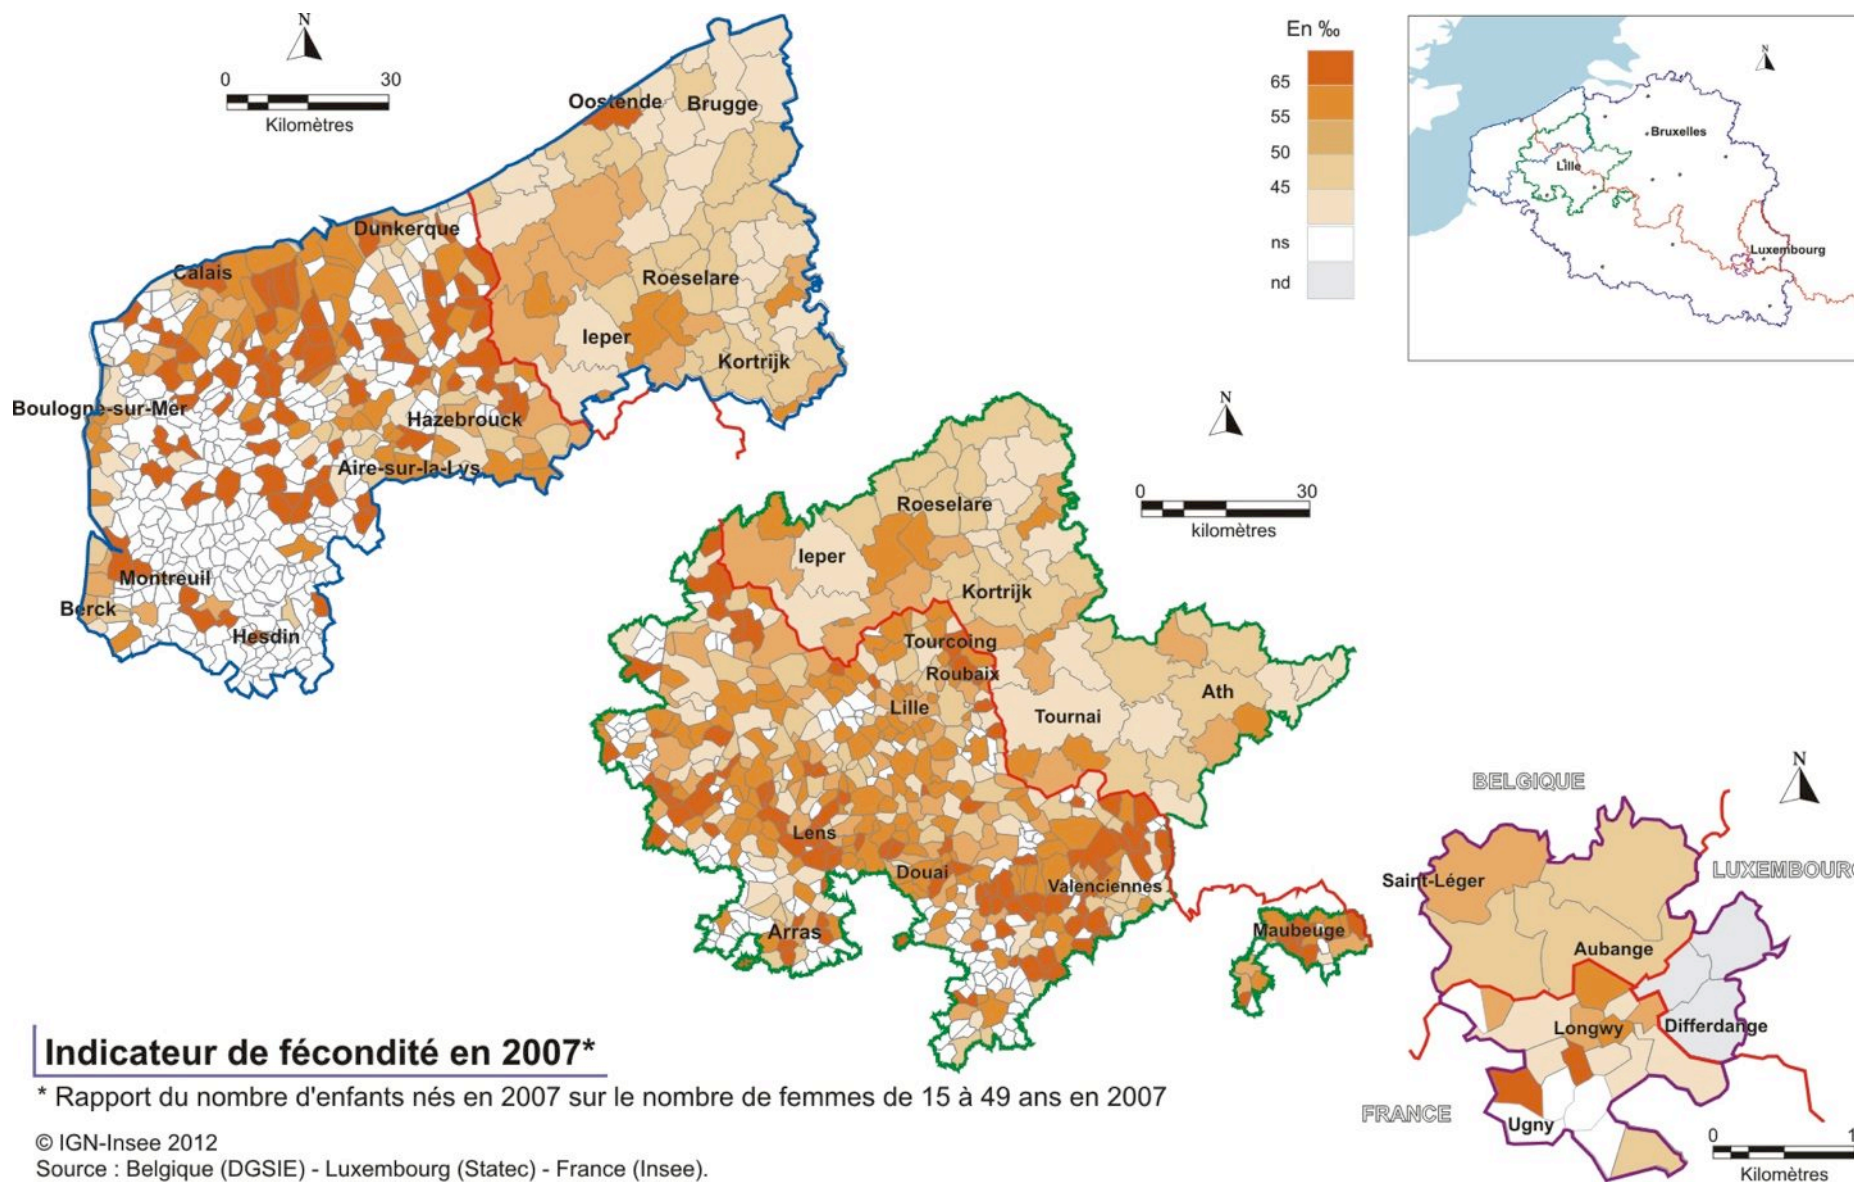 N
0 30
Kilomètres
Oostende
Brugge
Dunkerque
Calais
Roeselare
Ieper
Kortrijk
Boulogne-sur-Mer
Hazebrouck
Aire-sur-la-Lys
Montreuil
Berck
Hesdin
En ‰
65
55
50
45
ns
nd
N
Bruxelles
Lille
Luxembourg
N
0 30
kilomètres
Roeselare
Ieper
Kortrijk
Tourcoing
Roubaix
Lille
Ath
Tournai
Lens
Douai
Valenciennes
Arras
Maubeuge
N
BELGIQUE
LUXEMBOURG
Saint-Léger
Aubange
Longwy
Differdange
FRANCE
Ugny
0 1
Kilomètres
Indicateur de fécondité en 2007*
* Rapport du nombre d'enfants nés en 2007 sur le nombre de femmes de 15 à 49 ans en 2007
© IGN-Insee 2012
Source : Belgique (DGSIE) - Luxembourg (Statec) - France (Insee).